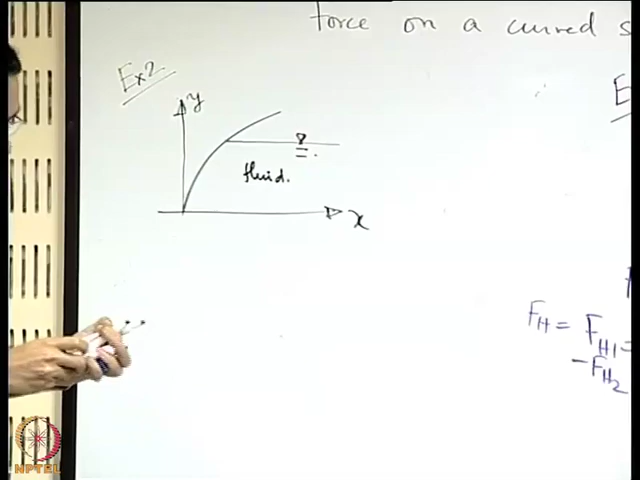 Force on a curved s
Ex2
y
fluid.
x
F_H = F_H1 =
-F_H2
NPTEL